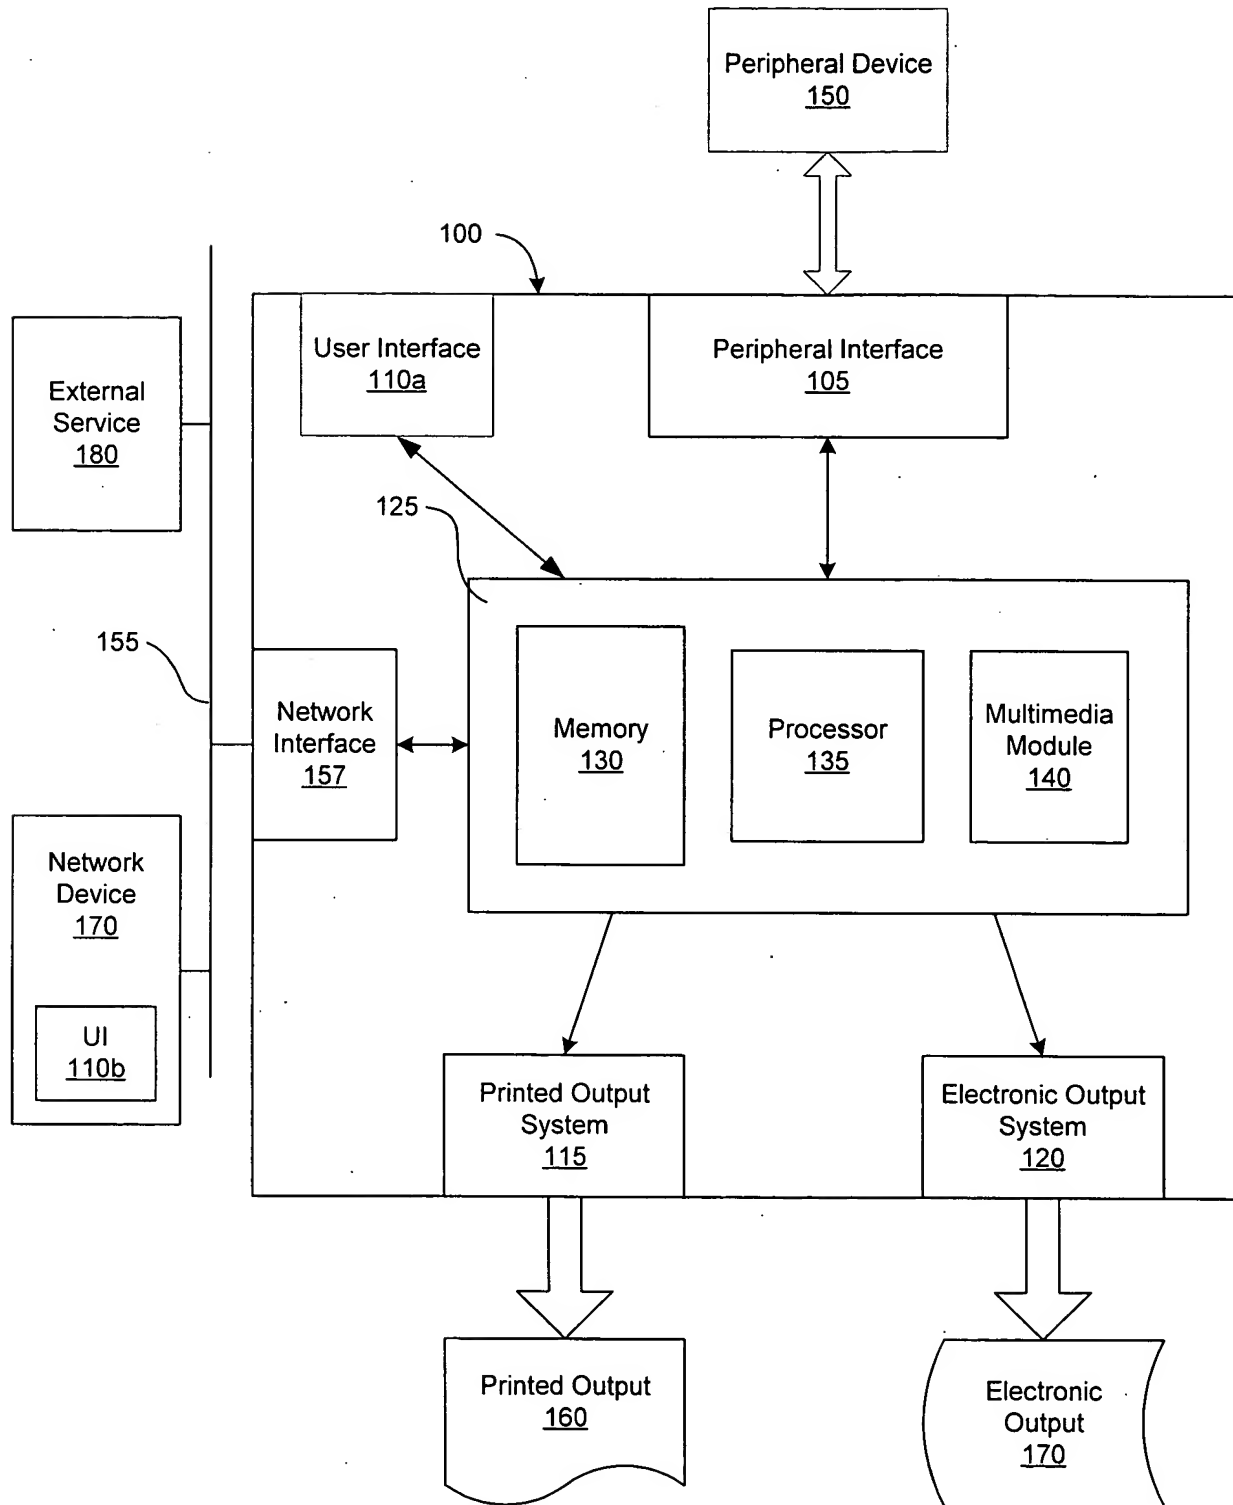 Peripheral Device
150
100
User Interface
110a
Peripheral Interface
105
External
Service
180
125
155
Network
Interface
157
Memory
130
Processor
135
Multimedia
Module
140
Network
Device
170
UI
110b
Printed Output
System
115
Electronic Output
System
120
Printed Output
160
Electronic
Output
170